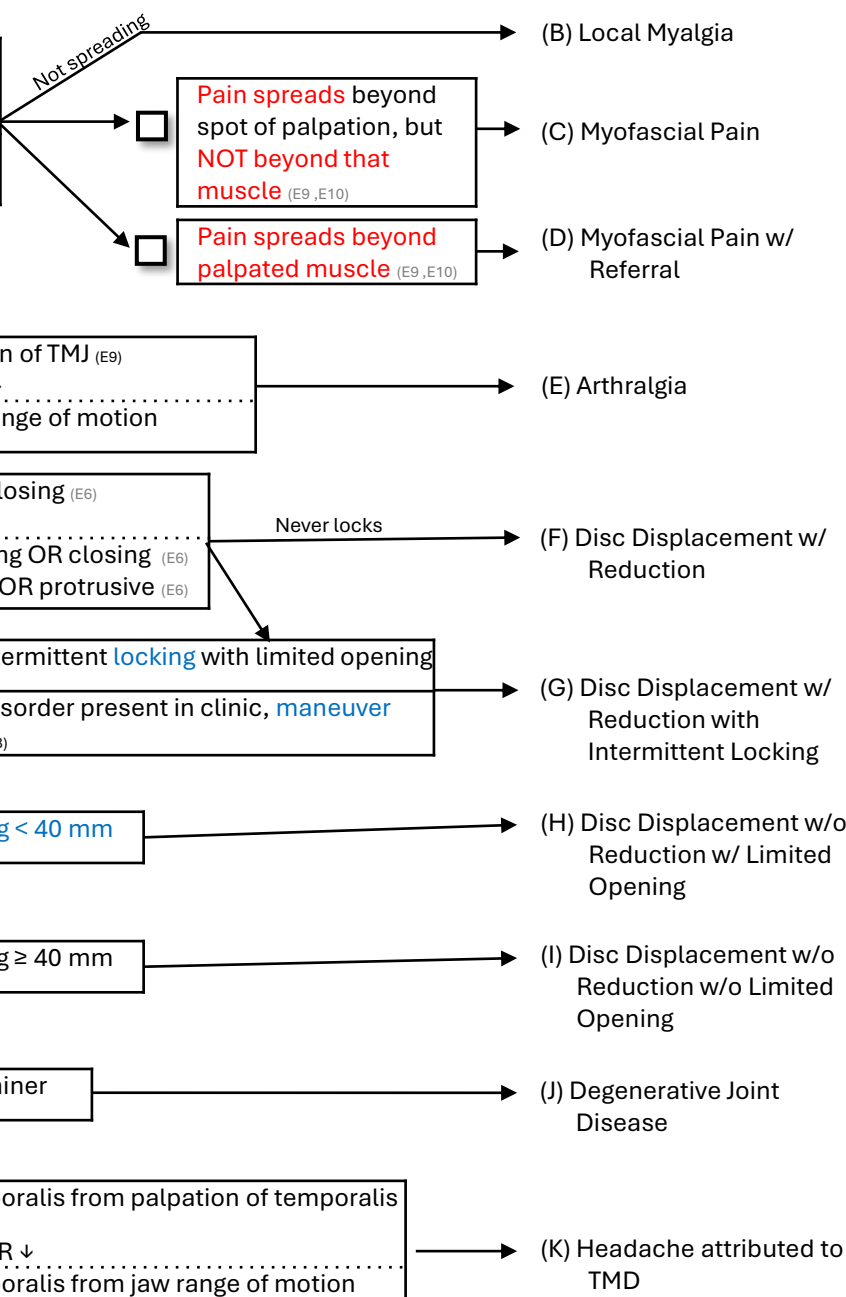 Not spreading
(B) Local Myalgia
Pain spreads beyond
spot of palpation, but
NOT beyond that
muscle (E9 ,E10)
(C) Myofascial Pain
Pain spreads beyond
palpated muscle (E9 ,E10)
(D) Myofascial Pain w/
Referral
n of TMJ (E9)
nge of motion
(E) Arthralgia
losing (E6)
ng OR closing (E6)
OR protrusive (E6)
Never locks
(F) Disc Displacement w/
Reduction
termittent locking with limited opening
sorder present in clinic, maneuver
(G) Disc Displacement w/
Reduction with
Intermittent Locking
g < 40 mm
(H) Disc Displacement w/o
Reduction w/ Limited
Opening
g ≥ 40 mm
(I) Disc Displacement w/o
Reduction w/o Limited
Opening
iner
(J) Degenerative Joint
Disease
oralis from palpation of temporalis
R ↓
oralis from jaw range of motion
(K) Headache attributed to
TMD